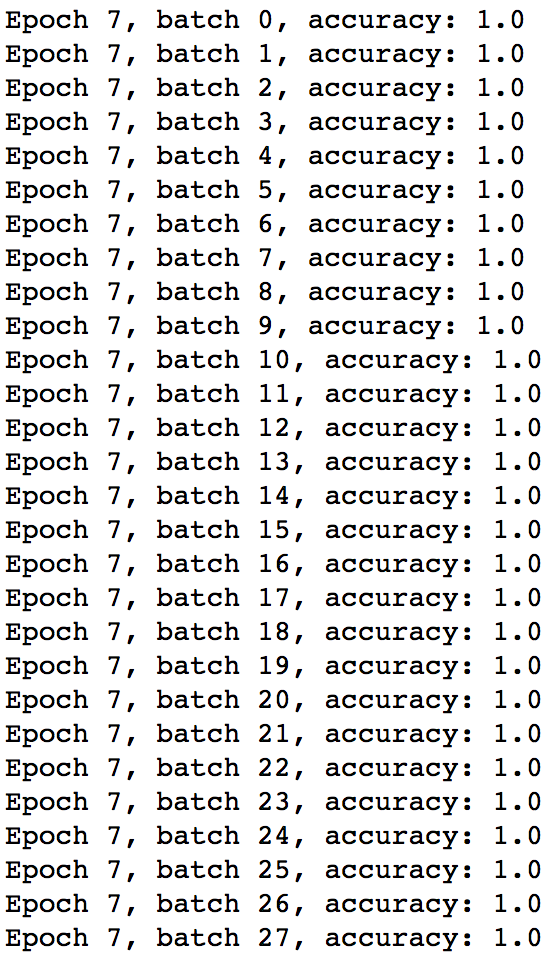 Epoch 7, batch 0, accuracy: 1.0
Epoch 7, batch 1, accuracy: 1.0
Epoch 7, batch 2, accuracy: 1.0
Epoch 7, batch 3, accuracy: 1.0
Epoch 7, batch 4, accuracy: 1.0
Epoch 7, batch 5, accuracy: 1.0
Epoch 7, batch 6, accuracy: 1.0
Epoch 7, batch 7, accuracy: 1.0
Epoch 7, batch 8, accuracy: 1.0
Epoch 7, batch 9, accuracy: 1.0
Epoch 7, batch 10, accuracy: 1.0
Epoch 7, batch 11, accuracy: 1.0
Epoch 7, batch 12, accuracy: 1.0
Epoch 7, batch 13, accuracy: 1.0
Epoch 7, batch 14, accuracy: 1.0
Epoch 7, batch 15, accuracy: 1.0
Epoch 7, batch 16, accuracy: 1.0
Epoch 7, batch 17, accuracy: 1.0
Epoch 7, batch 18, accuracy: 1.0
Epoch 7, batch 19, accuracy: 1.0
Epoch 7, batch 20, accuracy: 1.0
Epoch 7, batch 21, accuracy: 1.0
Epoch 7, batch 22, accuracy: 1.0
Epoch 7, batch 23, accuracy: 1.0
Epoch 7, batch 24, accuracy: 1.0
Epoch 7, batch 25, accuracy: 1.0
Epoch 7, batch 26, accuracy: 1.0
Epoch 7, batch 27, accuracy: 1.0